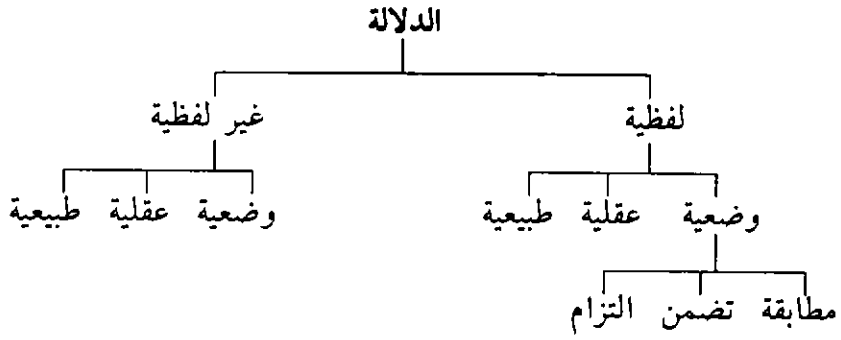 الدلالة
لفظية غير لفظية
وضعية عقلية طبيعية وضعية عقلية طبيعية
مطابقة تضمن التزام